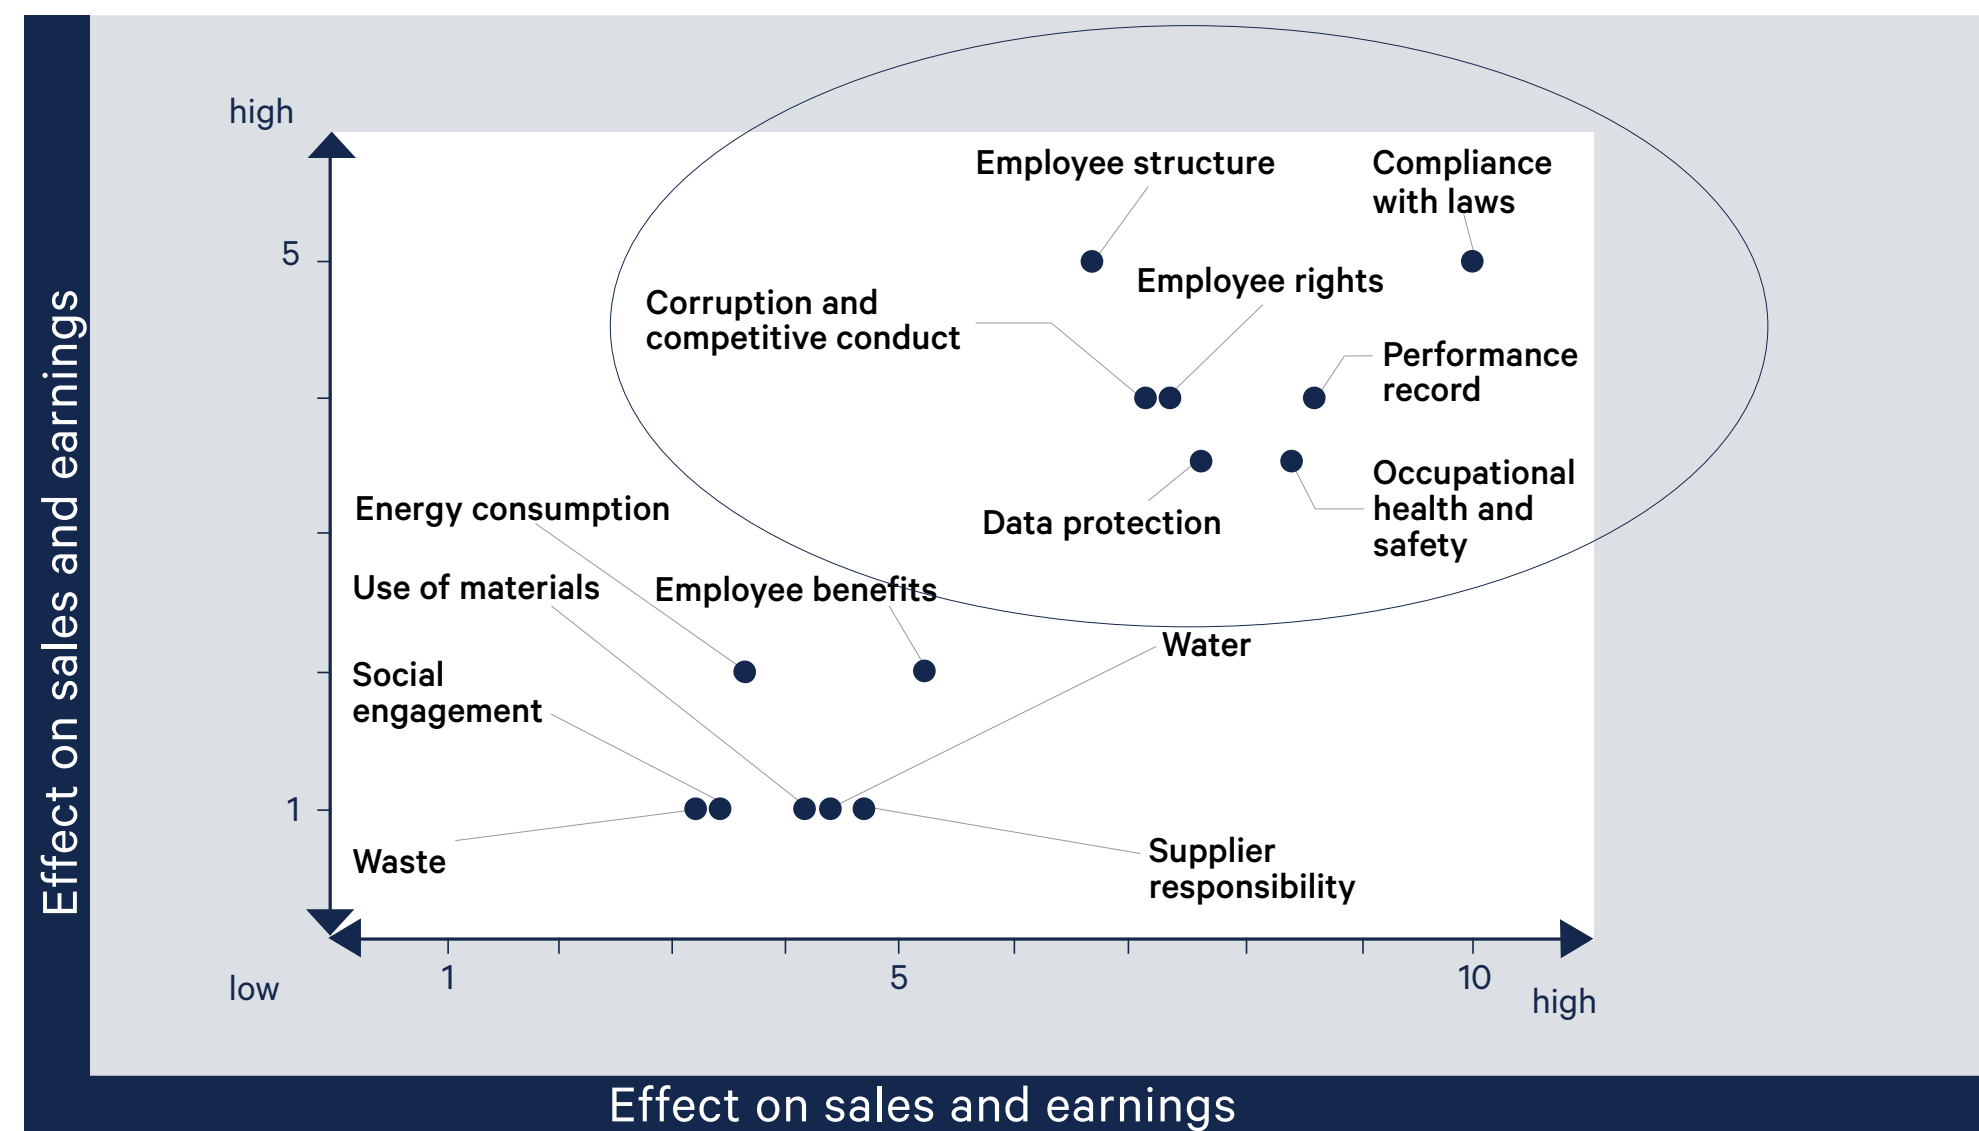 Effect on sales and earnings
high
Employee structure
Compliance
with laws
5
Employee rights
Corruption and
competitive conduct
Performance
record
Occupational
health and
safety
Data protection
Energy consumption
Use of materials
Employee benefits
Water
Social
engagement
1
Waste
Supplier
responsibility
low
1
5
10
high
Effect on sales and earnings